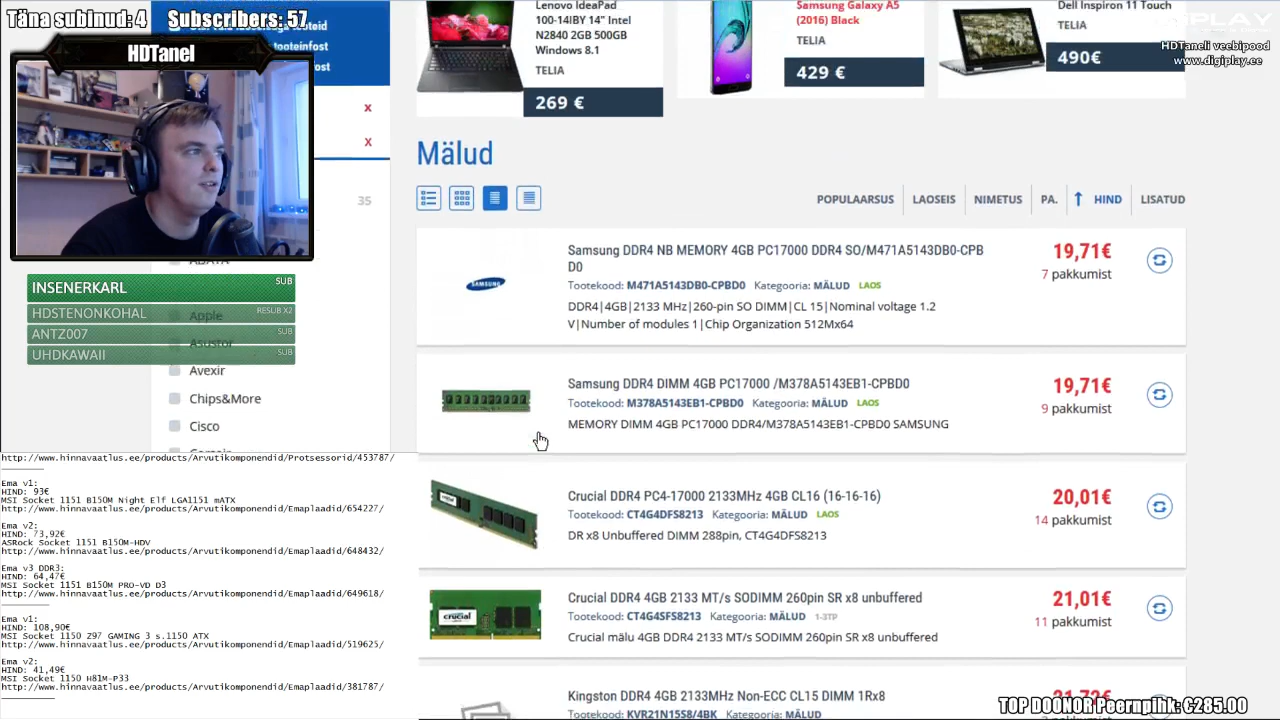 Täna subinud: 4
Subscribers: 57
HDTanel
x
x
35
INSENERKARL
SUB
HDSTENONKOHAL
RESUB X2
ANTZ007
SUB
UHDKAWAII
SUB
Apple
Asustor
Avexir
Chips&More
Cisco
Lenovo IdeaPad
100-14IBY 14" Intel
N2840 2GB 500GB
Windows 8.1
TELIA
269 €
Samsung Galaxy A5
(2016) Black
TELIA
429 €
Dell Inspiron 11 Touch
TELIA
490€
HDTaneli veebipood
www.digiplay.ee
Mälud
POPULAARSUS
LAOSEIS
NIMETUS
PA.
HIND
LISATUD
SAMSUNG
Samsung DDR4 NB MEMORY 4GB PC17000 DDR4 SO/M471A5143DB0-CPB
D0
Tootekood: M471A5143DB0-CPBD0 Kategooria: MÄLUD LAOS
DDR4|4GB|2133 MHz|260-pin SO DIMM|CL 15|Nominal voltage 1.2
V|Number of modules 1|Chip Organization 512Mx64
19,71€
7 pakkumist
Samsung DDR4 DIMM 4GB PC17000 /M378A5143EB1-CPBD0
Tootekood: M378A5143EB1-CPBD0 Kategooria: MÄLUD LAOS
MEMORY DIMM 4GB PC17000 DDR4/M378A5143EB1-CPBD0 SAMSUNG
19,71€
9 pakkumist
Crucial DDR4 PC4-17000 2133MHz 4GB CL16 (16-16-16)
Tootekood: CT4G4DFS8213 Kategooria: MÄLUD LAOS
DR x8 Unbuffered DIMM 288pin, CT4G4DFS8213
20,01€
14 pakkumist
crucial
Crucial DDR4 4GB 2133 MT/s SODIMM 260pin SR x8 unbuffered
Tootekood: CT4G4SFS8213 Kategooria: MÄLUD 1-3TP
Crucial mälu 4GB DDR4 2133 MT/s SODIMM 260pin SR x8 unbuffered
21,01€
11 pakkumist
Kingston DDR4 4GB 2133MHz Non-ECC CL15 DIMM 1Rx8
Tootekood: KVR21N15S8/4BK Kategooria: MÄLUD LAOS
http://www.hinnavaatlus.ee/products/Arvutikomponendid/Protsessorid/453787/
Ema v1:
HIND: 93€
MSI Socket 1151 B150M Night Elf LGA1151 mATX
http://www.hinnavaatlus.ee/products/Arvutikomponendid/Emaplaadid/654227/
Ema v2:
HIND: 73,92€
ASRock Socket 1151 B150M-HDV
http://www.hinnavaatlus.ee/products/Arvutikomponendid/Emaplaadid/648432/
Ema v3 DDR3:
HIND: 64,47€
MSI Socket 1151 B150M PRO-VD D3
http://www.hinnavaatlus.ee/products/Arvutikomponendid/Emaplaadid/649618/
Ema v1:
HIND: 108,90€
MSI Socket 1150 Z97 GAMING 3 s.1150 ATX
http://www.hinnavaatlus.ee/products/Arvutikomponendid/Emaplaadid/519625/
Ema v2:
HIND: 41,49€
MSI Socket 1150 H81M-P33
http://www.hinnavaatlus.ee/products/Arvutikomponendid/Emaplaadid/381787/
TOP DOONOR Peernpihk: €285.00